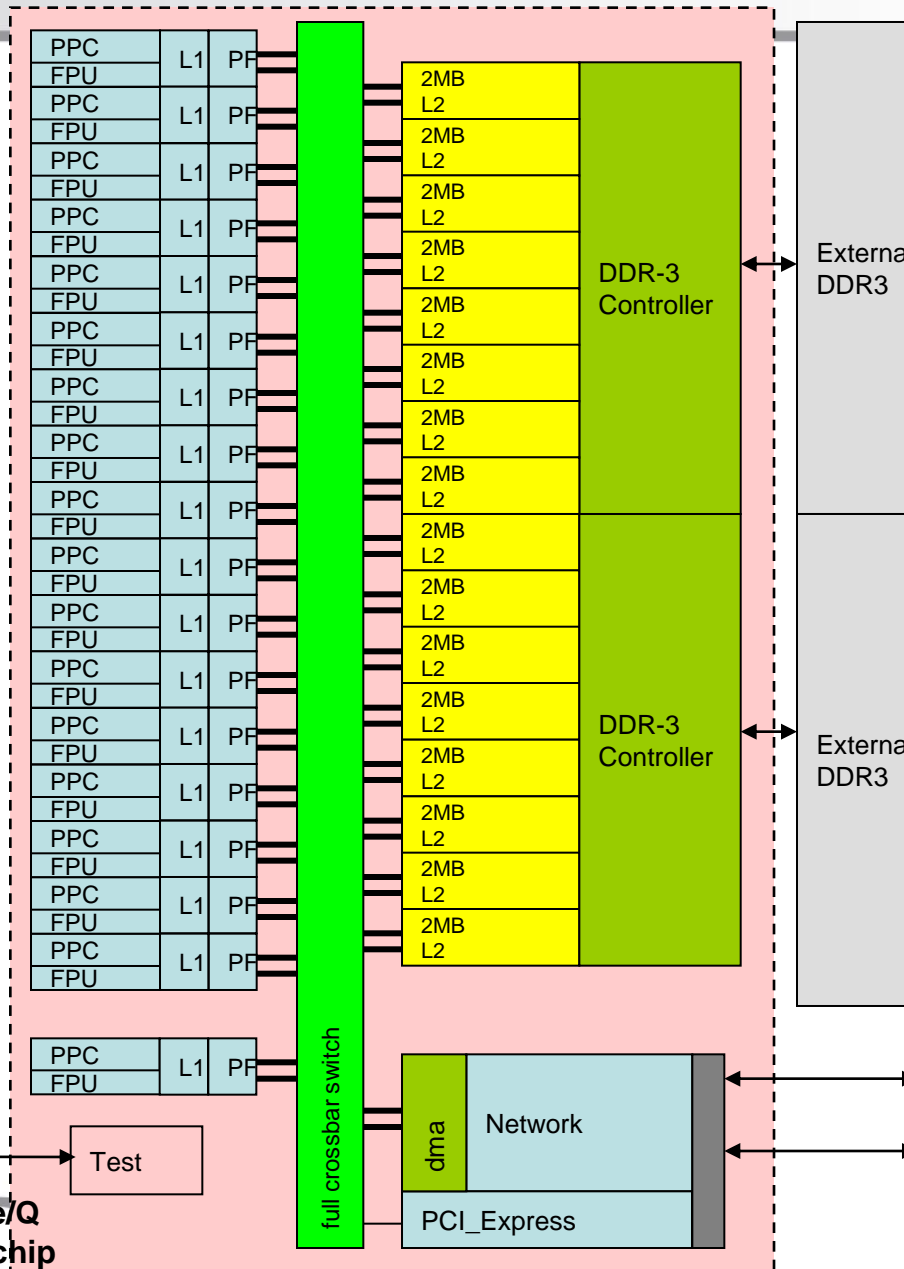 PPC
FPU
L1
PF
PPC
FPU
L1
PF
PPC
FPU
L1
PF
PPC
FPU
L1
PF
PPC
FPU
L1
PF
PPC
FPU
L1
PF
PPC
FPU
L1
PF
PPC
FPU
L1
PF
PPC
FPU
L1
PF
PPC
FPU
L1
PF
PPC
FPU
L1
PF
PPC
FPU
L1
PF
PPC
FPU
L1
PF
PPC
FPU
L1
PF
PPC
FPU
L1
PF
PPC
FPU
L1
PF
PPC
FPU
L1
PF
PPC
FPU
L1
PF
Test
e/Q
chip
full crossbar switch
2MB
L2
2MB
L2
2MB
L2
2MB
L2
2MB
L2
2MB
L2
2MB
L2
2MB
L2
2MB
L2
2MB
L2
2MB
L2
2MB
L2
2MB
L2
2MB
L2
2MB
L2
2MB
L2
DDR-3
Controller
DDR-3
Controller
Externa
DDR3
Externa
DDR3
dma
Network
PCI_Express